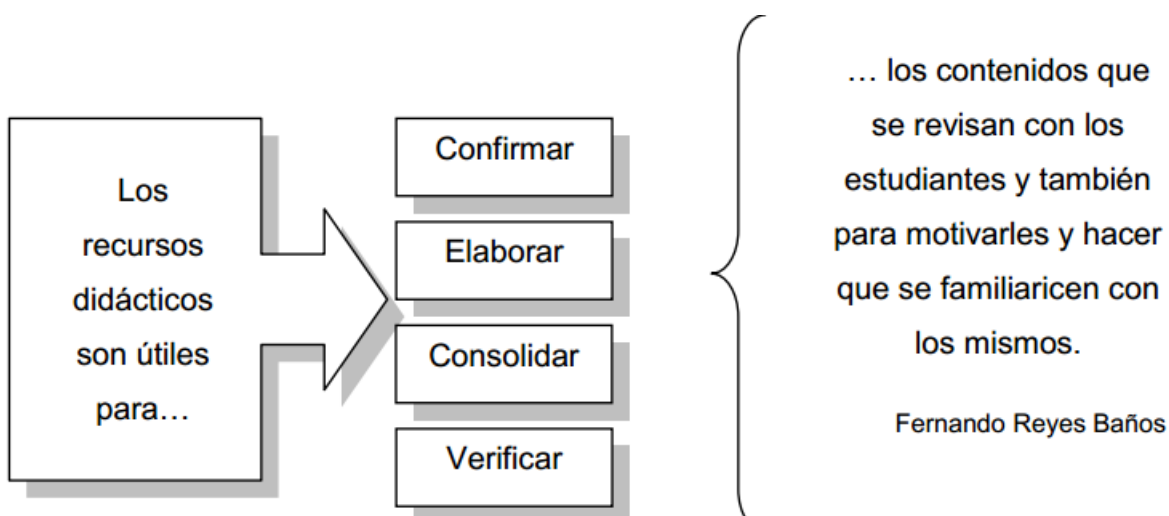 Los
recursos
didácticos
son útiles
para…
Confirmar
Elaborar
Consolidar
Verificar
… los contenidos que
se revisan con los
estudiantes y también
para motivarles y hacer
que se familiaricen con
los mismos.
Fernando Reyes Baños